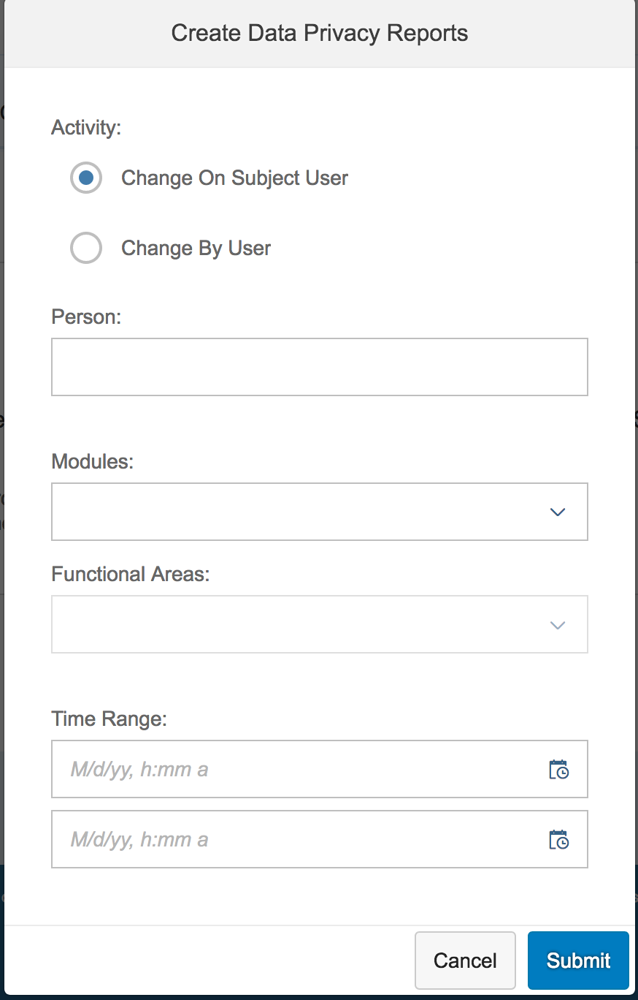 Create Data Privacy Reports
Activity:
Change On Subject User
Change By User
Person:
Modules:
Functional Areas:
Time Range:
M/d/yy, h:mm a
M/d/yy, h:mm a
Cancel
Submit